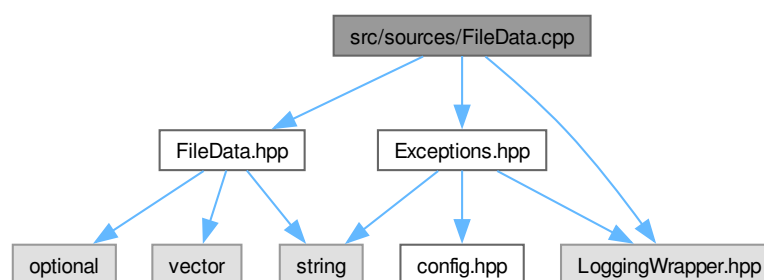 src/sources/FileData.cpp
FileData.hpp
Exceptions.hpp
optional
vector
string
config.hpp
LoggingWrapper.hpp